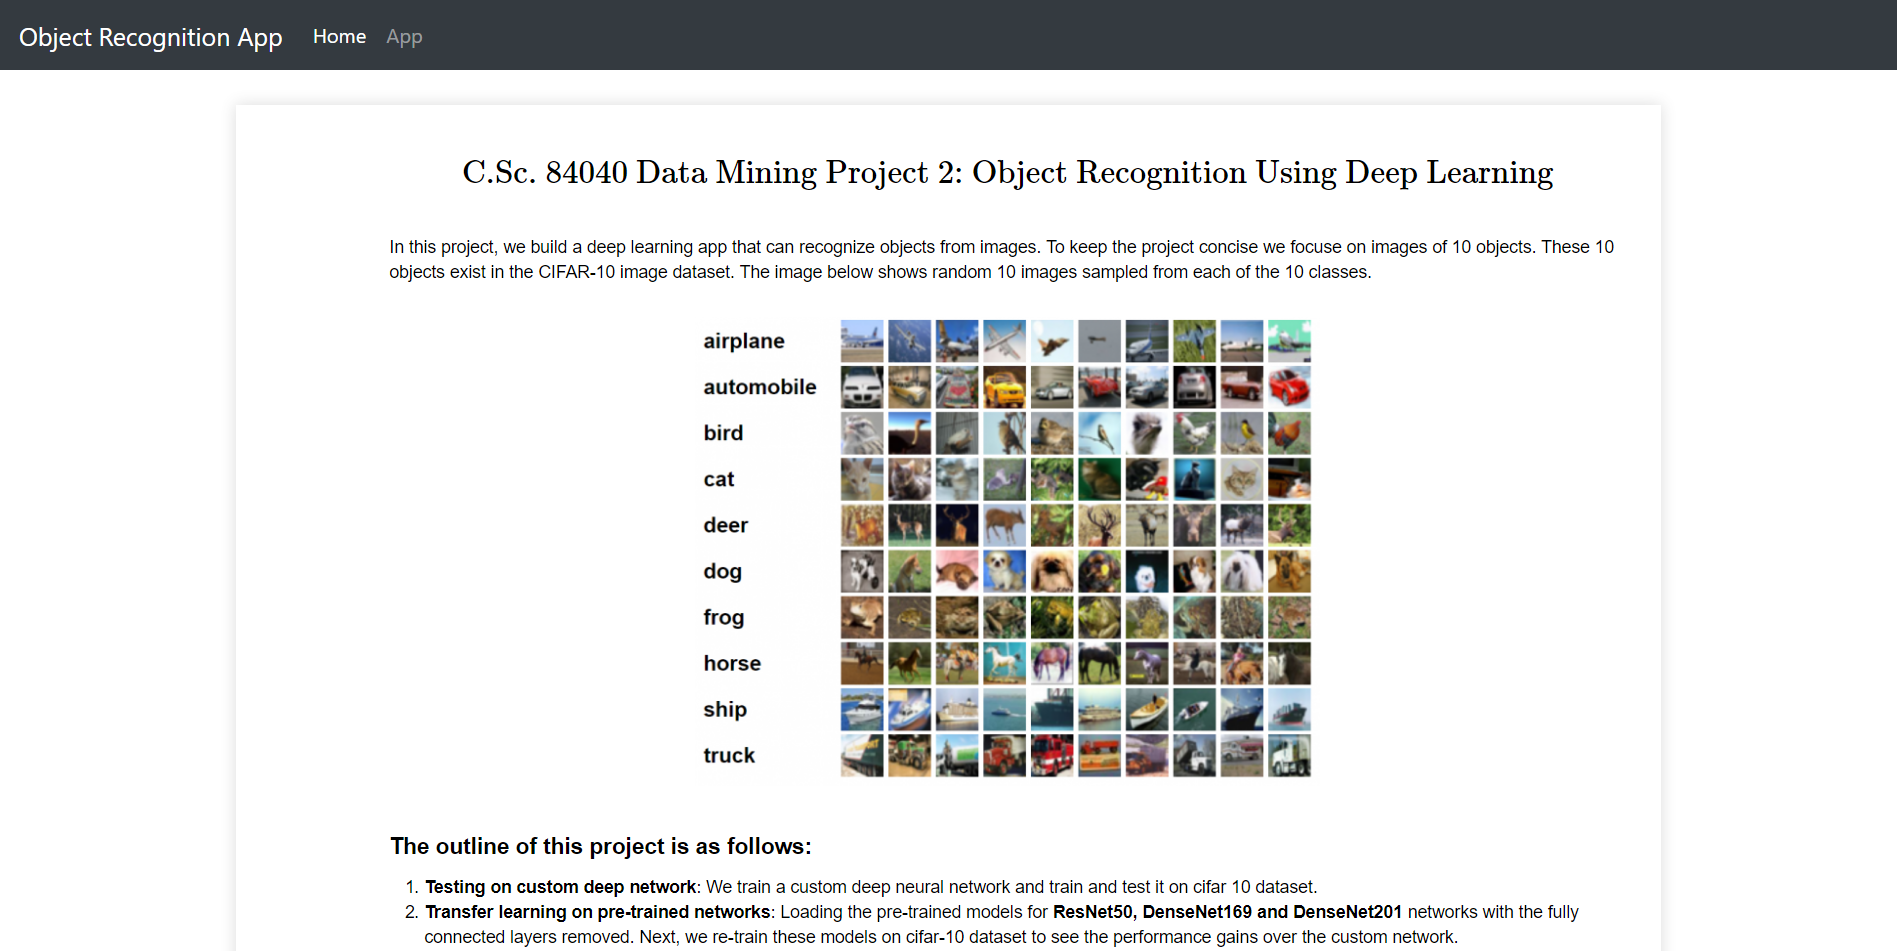 Object Recognition App Home App
C.Sc. 84040 Data Mining Project 2: Object Recognition Using Deep Learning
In this project, we build a deep learning app that can recognize objects from images. To keep the project concise we focuse on images of 10 objects. These 10
objects exist in the CIFAR-10 image dataset. The image below shows random 10 images sampled from each of the 10 classes.
airplane
automobile
bird
cat
deer
dog
frog
horse
ship
truck
The outline of this project is as follows:
1. Testing on custom deep network: We train a custom deep neural network and train and test it on cifar 10 dataset.
2. Transfer learning on pre-trained networks: Loading the pre-trained models for ResNet50, DenseNet169 and DenseNet201 networks with the fully
connected layers removed. Next, we re-train these models on cifar-10 dataset to see the performance gains over the custom network.